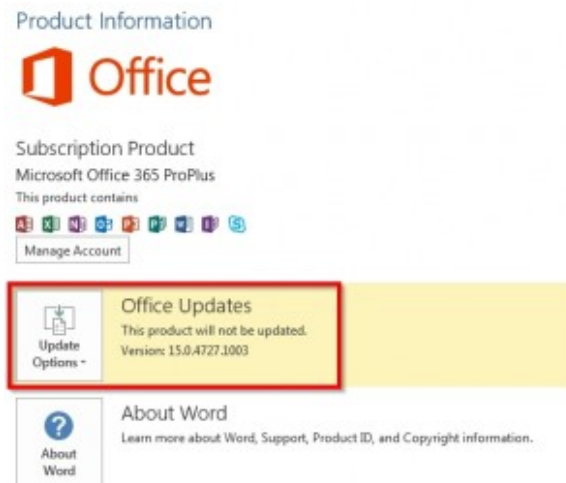 Product Information
Office
Subscription Product
Microsoft Office 365 ProPlus
This product contains
Manage Account
Office Updates
This product will not be updated.
Version: 15.0.4727.1003
Update
Options
About Word
Learn more about Word, Support, Product ID, and Copyright information.
About
Word